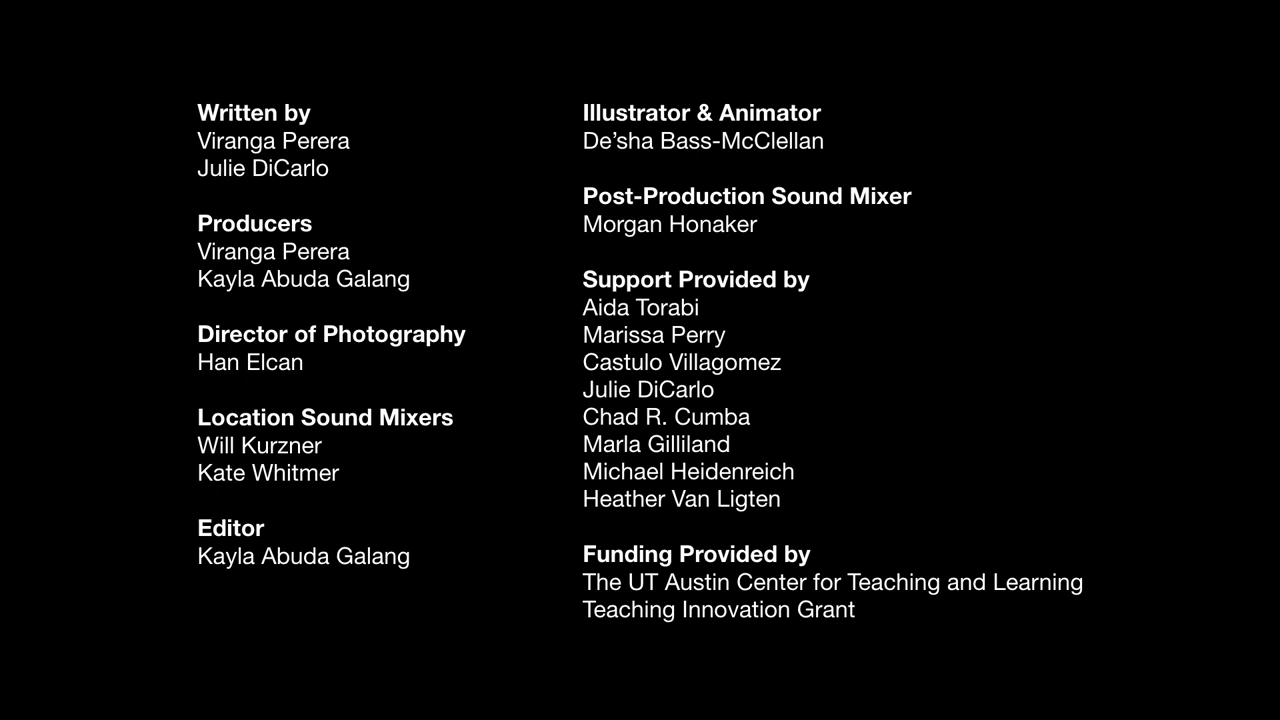 Written by
Viranga Perera
Julie DiCarlo
Producers
Viranga Perera
Kayla Abuda Galang
Director of Photography
Han Elcan
Location Sound Mixers
Will Kurzner
Kate Whitmer
Editor
Kayla Abuda Galang
Illustrator & Animator
De’sha Bass-McClellan
Post-Production Sound Mixer
Morgan Honaker
Support Provided by
Aida Torabi
Marissa Perry
Castulo Villagomez
Julie DiCarlo
Chad R. Cumba
Marla Gilliland
Michael Heidenreich
Heather Van Ligten
Funding Provided by
The UT Austin Center for Teaching and Learning
Teaching Innovation Grant